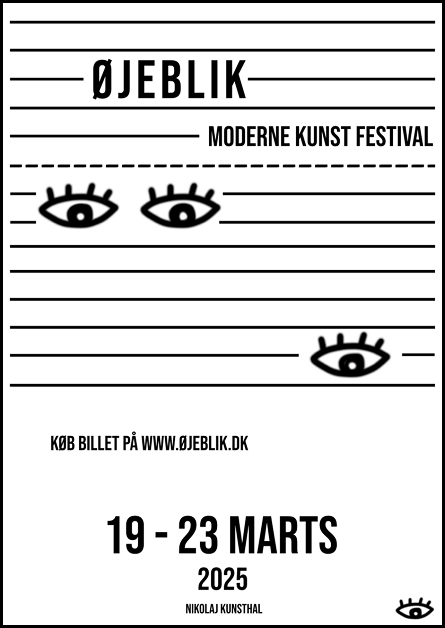 ØJEBLIK
MODERNE KUNST FESTIVAL
KØB BILLET PÅ WWW.ØJEBLIK.DK
19 - 23 MARTS
2025
NIKOLAJ KUNSTHAL